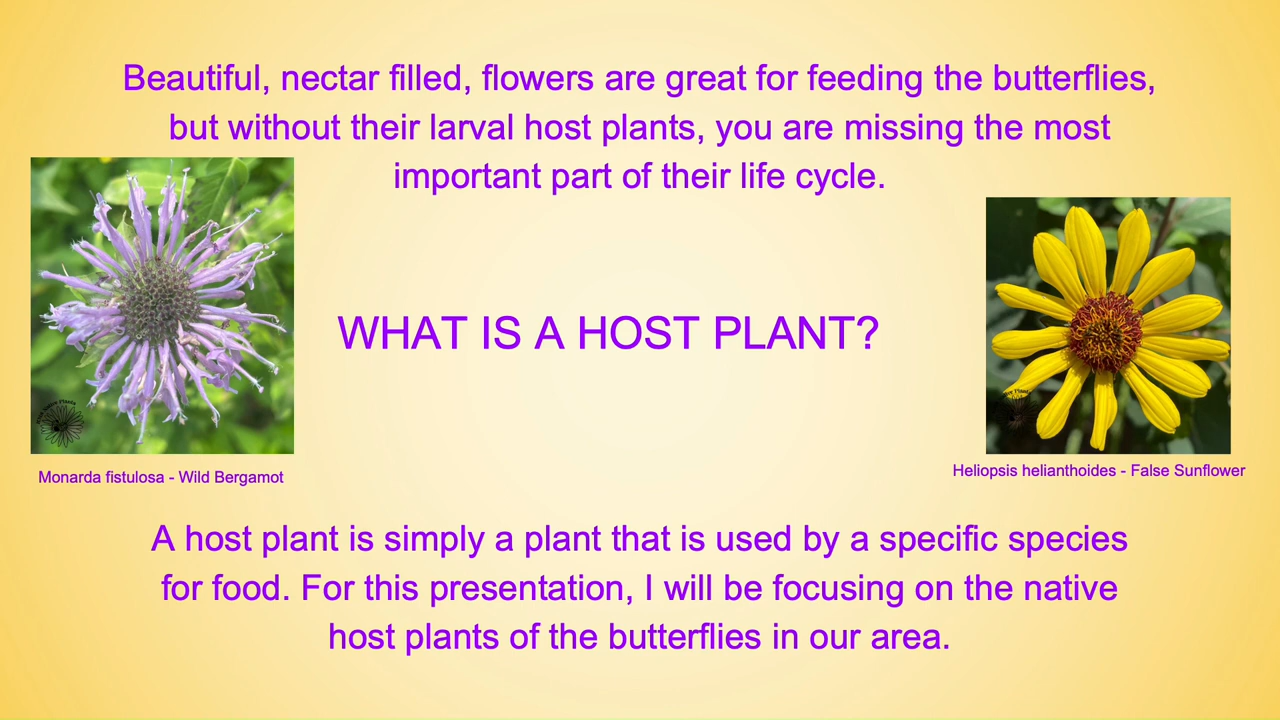 Beautiful, nectar filled, flowers are great for feeding the butterflies,
but without their larval host plants, you are missing the most
important part of their life cycle.
WHAT IS A HOST PLANT?
Monarda fistulosa - Wild Bergamot
Heliopsis helianthoides - False Sunflower
A host plant is simply a plant that is used by a specific species
for food. For this presentation, I will be focusing on the native
host plants of the butterflies in our area.